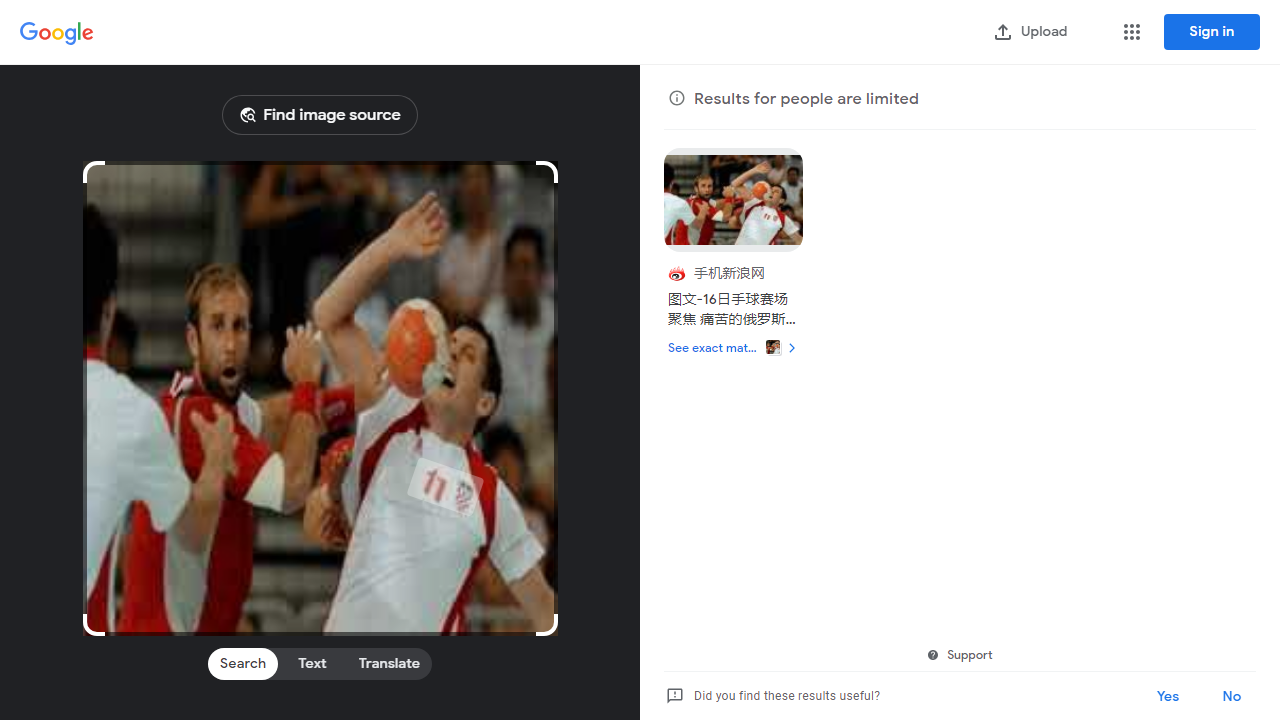 Google
Upload
Sign in
Find image source
Results for people are limited
11
手机新浪网
图文-16日手球赛场
聚焦 痛苦的俄罗斯...
See exact mat...
Search
Text
Translate
Support
Did you find these results useful?
Yes
No